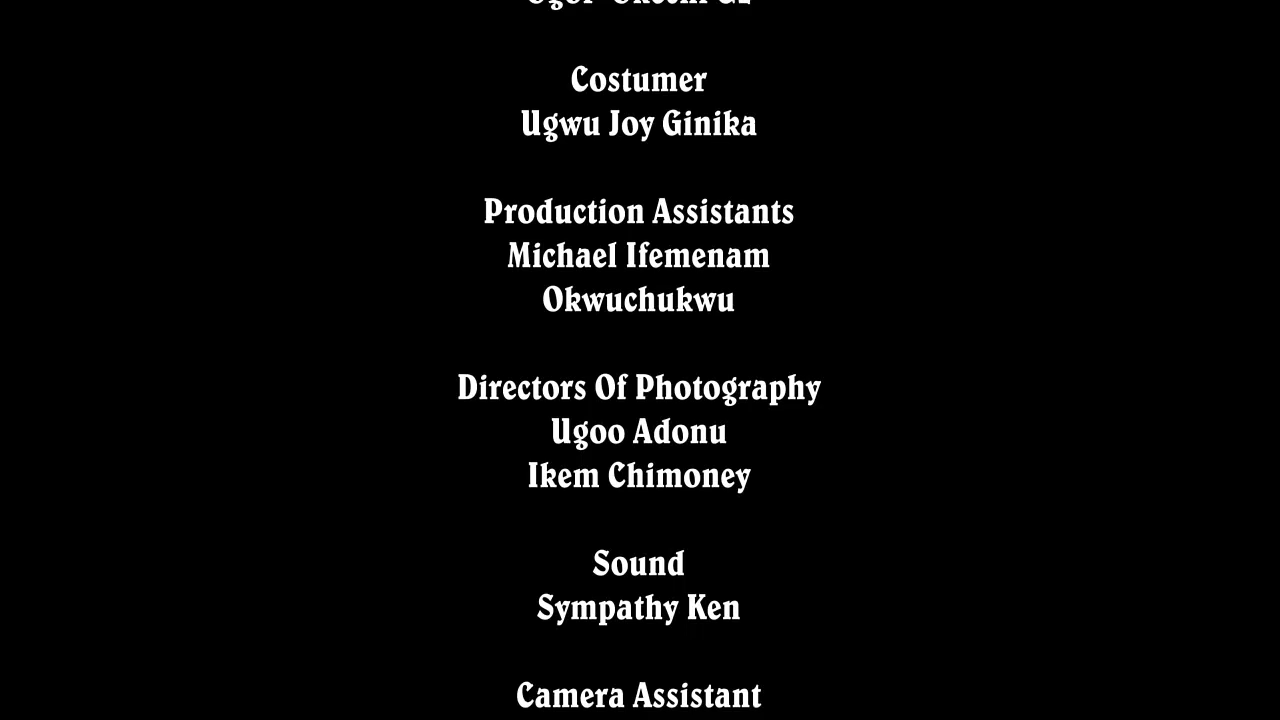 Costumer
Ugwu Joy Ginika
Production Assistants
Michael Ifemenam
Okwuchukwu
Directors Of Photography
Ugoo Adonu
Ikem Chimoney
Sound
Sympathy Ken
Camera Assistant